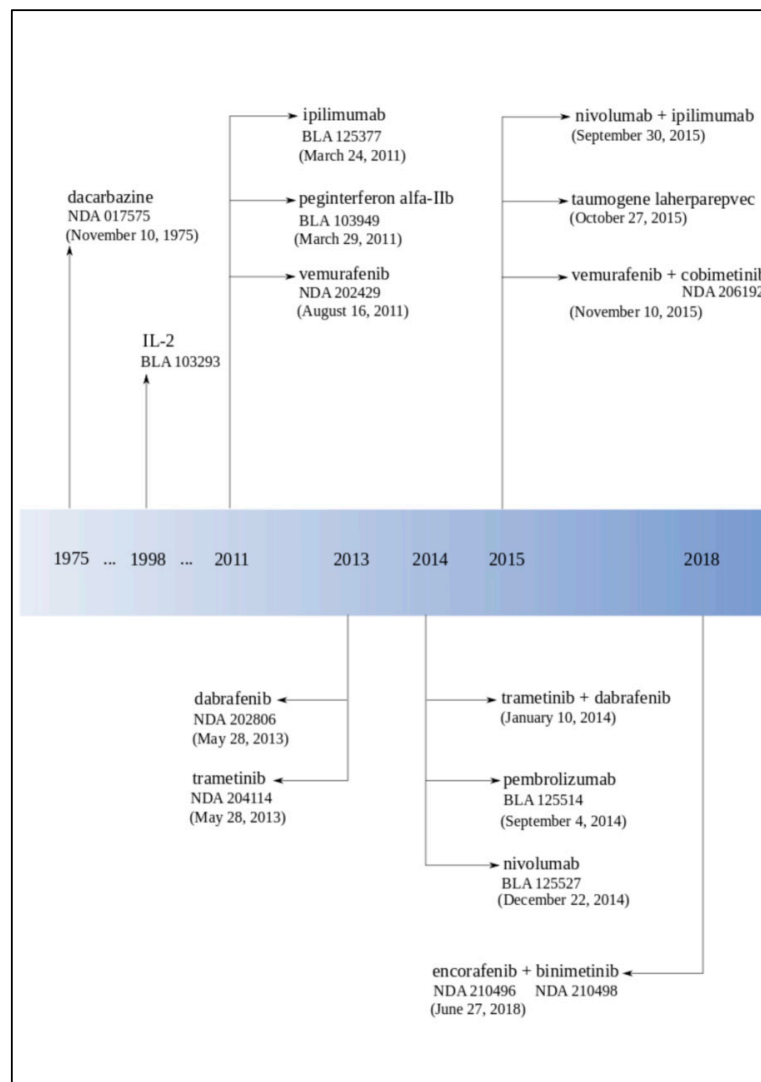 ipilimumab
BLA 125377
(March 24, 2011)
nivolumab + ipilimumab
(September 30, 2015)
dacarbazine
NDA 017575
(November 10, 1975)
peginterferon alfa-IIb
BLA 103949
(March 29, 2011)
taumogene laherparepvec
(October 27, 2015)
vemurafenib
NDA 202429
(August 16, 2011)
vemurafenib + cobimetinib
NDA 206192
(November 10, 2015)
IL-2
BLA 103293
1975 ... 1998 ... 2011 2013 2014 2015 2018
dabrafenib
NDA 202806
(May 28, 2013)
trametinib + dabrafenib
(January 10, 2014)
trametinib
NDA 204114
(May 28, 2013)
pembrolizumab
BLA 125514
(September 4, 2014)
nivolumab
BLA 125527
(December 22, 2014)
encorafenib + binimetinib
NDA 210496 NDA 210498
(June 27, 2018)